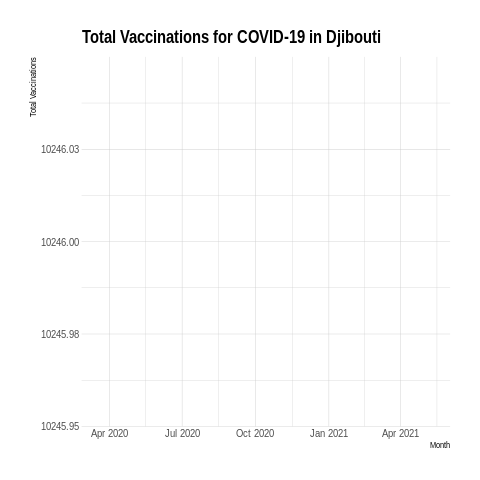 Total Vaccinations for COVID-19 in Djibouti
Total Vaccinations
10246.03
10246.00
10245.98
10245.95
Apr 2020 Jul 2020 Oct 2020 Jan 2021 Apr 2021
Month